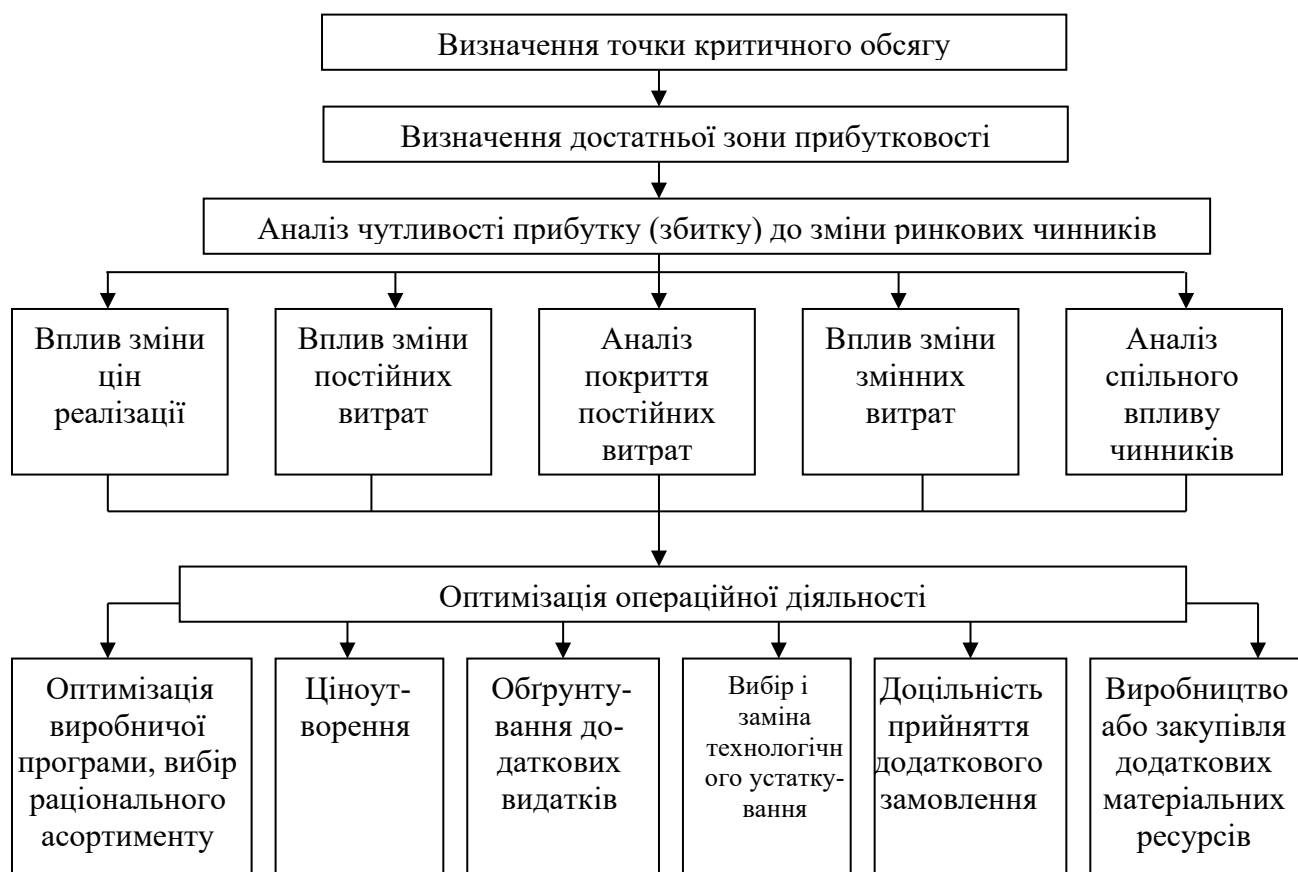 Визначення точки критичного обсягу
Визначення достатньої зони прибутковості
Аналіз чутливості прибутку (збитку) до зміни ринкових чинників
Вплив зміни
цін
реалізації
Вплив зміни
постійних
витрат
Аналіз
покриття
постійних
витрат
Вплив зміни
змінних
витрат
Аналіз
спільного
впливу
чинників
Оптимізація операційної діяльності
Оптимізація
виробничої
програми, вибір
раціонального
асортименту
Ціноут-
ворення
Обґрунту-
вання до-
даткових
видатків
Вибір і
заміна
технологічн
ого устатку-
вання
Доцільність
прийняття
додаткового
замовлення
Виробництво
або закупівля
додаткових
матеріальних
ресурсів